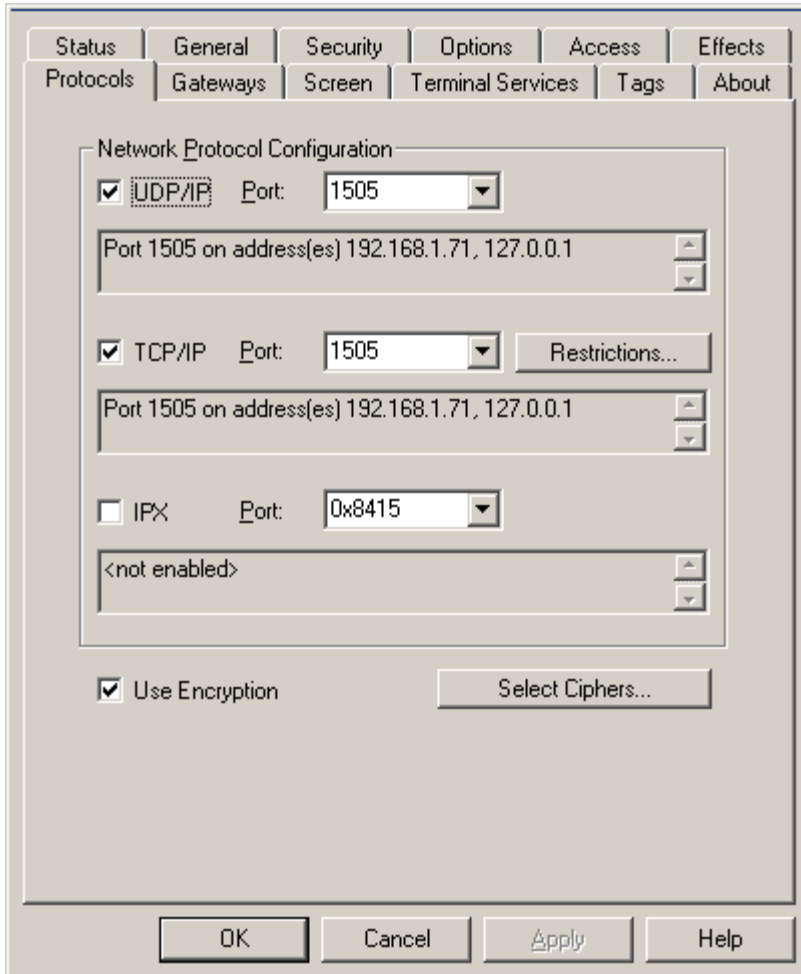 Status General Security Options Access Effects
Protocols Gateways Screen Terminal Services Tags About
Network Protocol Configuration
UDP/IP Port: 1505
Port 1505 on address(es) 192.168.1.71, 127.0.0.1
TCP/IP Port: 1505 Restrictions...
Port 1505 on address(es) 192.168.1.71, 127.0.0.1
IPX Port: 0x8415
<not enabled>
Use Encryption Select Ciphers...
OK Cancel Apply Help